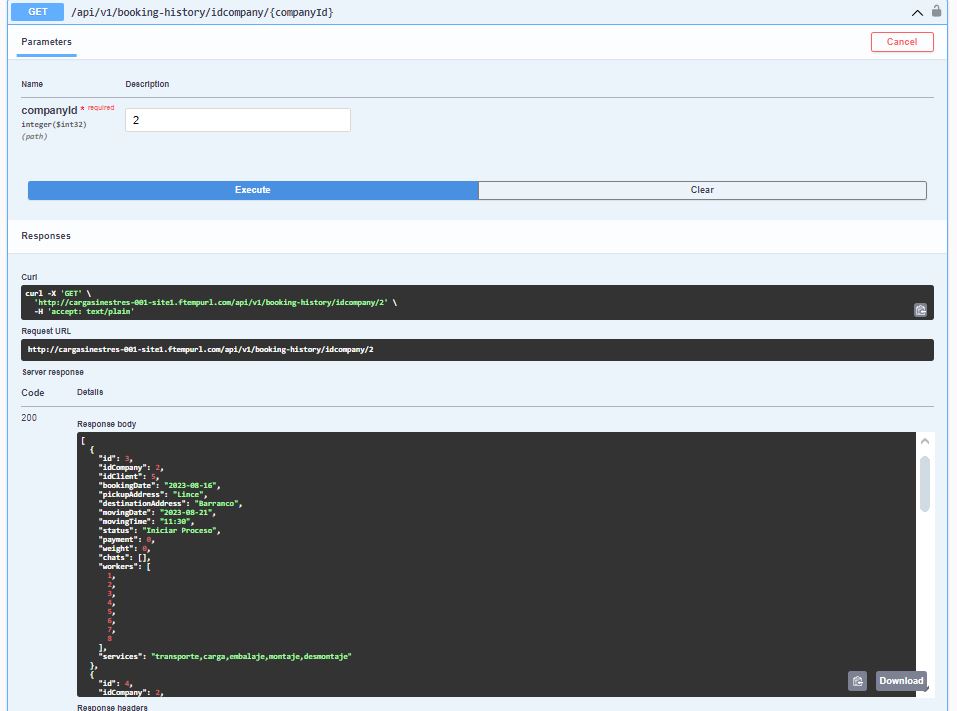 GET /api/v1/booking-history/idcompany/{companyId}
Parameters
Cancel
Name Description
companyId * required
integer($int32)
(path)
2
Execute Clear
Responses
Curl
curl -X 'GET' \
'http://cargasinestres-001-site1.ftempurl.com/api/v1/booking-history/idcompany/2' \
-H 'accept: text/plain'
Request URL
http://cargasinestres-001-site1.ftempurl.com/api/v1/booking-history/idcompany/2
Server response
Code Details
200
Response body
[
{
"id": 3,
"idCompany": 2,
"idClient": 5,
"bookingDate": "2023-08-16",
"pickupAddress": "Lince",
"destinationAddress": "Barranco",
"movingDate": "2023-08-21",
"movingTime": "11:30",
"status": "Iniciar Proceso",
"payment": 0,
"weight": 0,
"chats": [],
"workers": [
1,
2,
3,
4,
5,
6,
7,
8
],
"services": "transporte,carga,embalaje,montaje,desmontaje"
},
{
"id": 4,
"idCompany": 2,
Download
Response headers